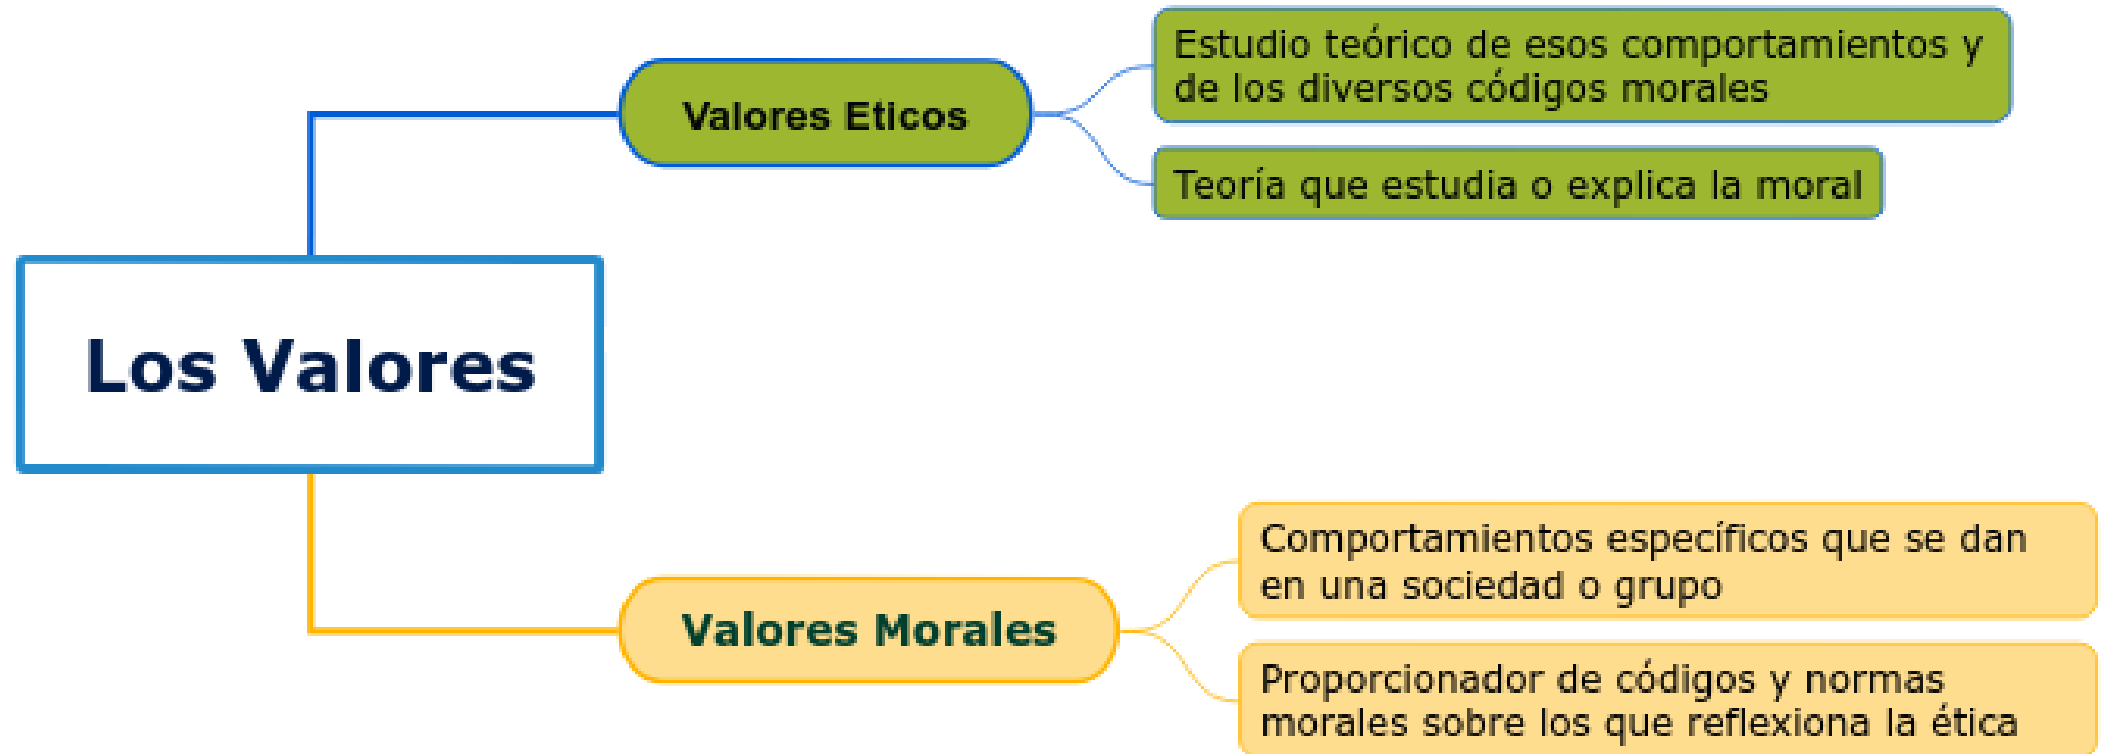 Estudio teórico de esos comportamientos y
de los diversos códigos morales
Valores Eticos
Teoría que estudia o explica la moral
Los Valores
Comportamientos específicos que se dan
en una sociedad o grupo
Valores Morales
Proporcionador de códigos y normas
morales sobre los que reflexiona la ética